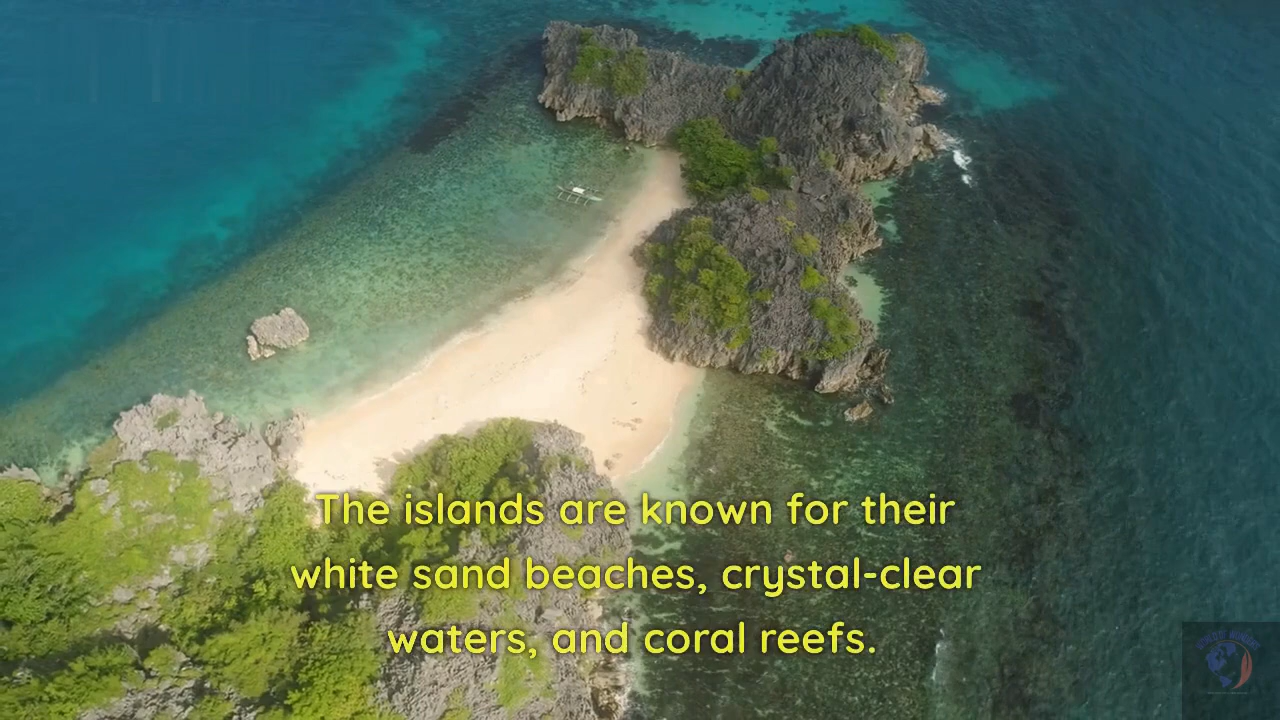 The islands are known for their
white sand beaches, crystal-clear
waters, and coral reefs.